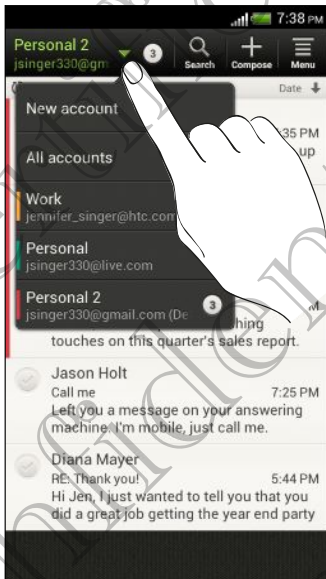 7:38 PM
Personal 2
jsinger330@gm
3
Search
Compose
Menu
Date
New account
:35 PM
up
All accounts
Work
jennifer_singer@htc.com
Personal
jsinger330@live.com
Personal 2
jsinger330@gmail.com (De
3
M
hing
touches on this quarter's sales report.
Jason Holt
Call me 7:25 PM
Left you a message on your answering
machine. I'm mobile, just call me.
Diana Mayer
RE: Thank you! 5:44 PM
Hi Jen, I just wanted to tell you that you
did a great job getting the year end party